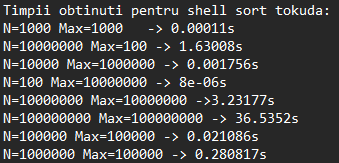 Timpii obtinuti pentru shell sort tokuda:
N=1000 Max=1000   -> 0.00011s
N=10000000 Max=100 -> 1.63008s
N=10000 Max=1000000 -> 0.001756s
N=100 Max=10000000 -> 8e-06s
N=10000000 Max=10000000 ->3.23177s
N=100000000 Max=100000000 -> 36.5352s
N=100000 Max=100000 -> 0.021086s
N=1000000 Max=100000 -> 0.280817s